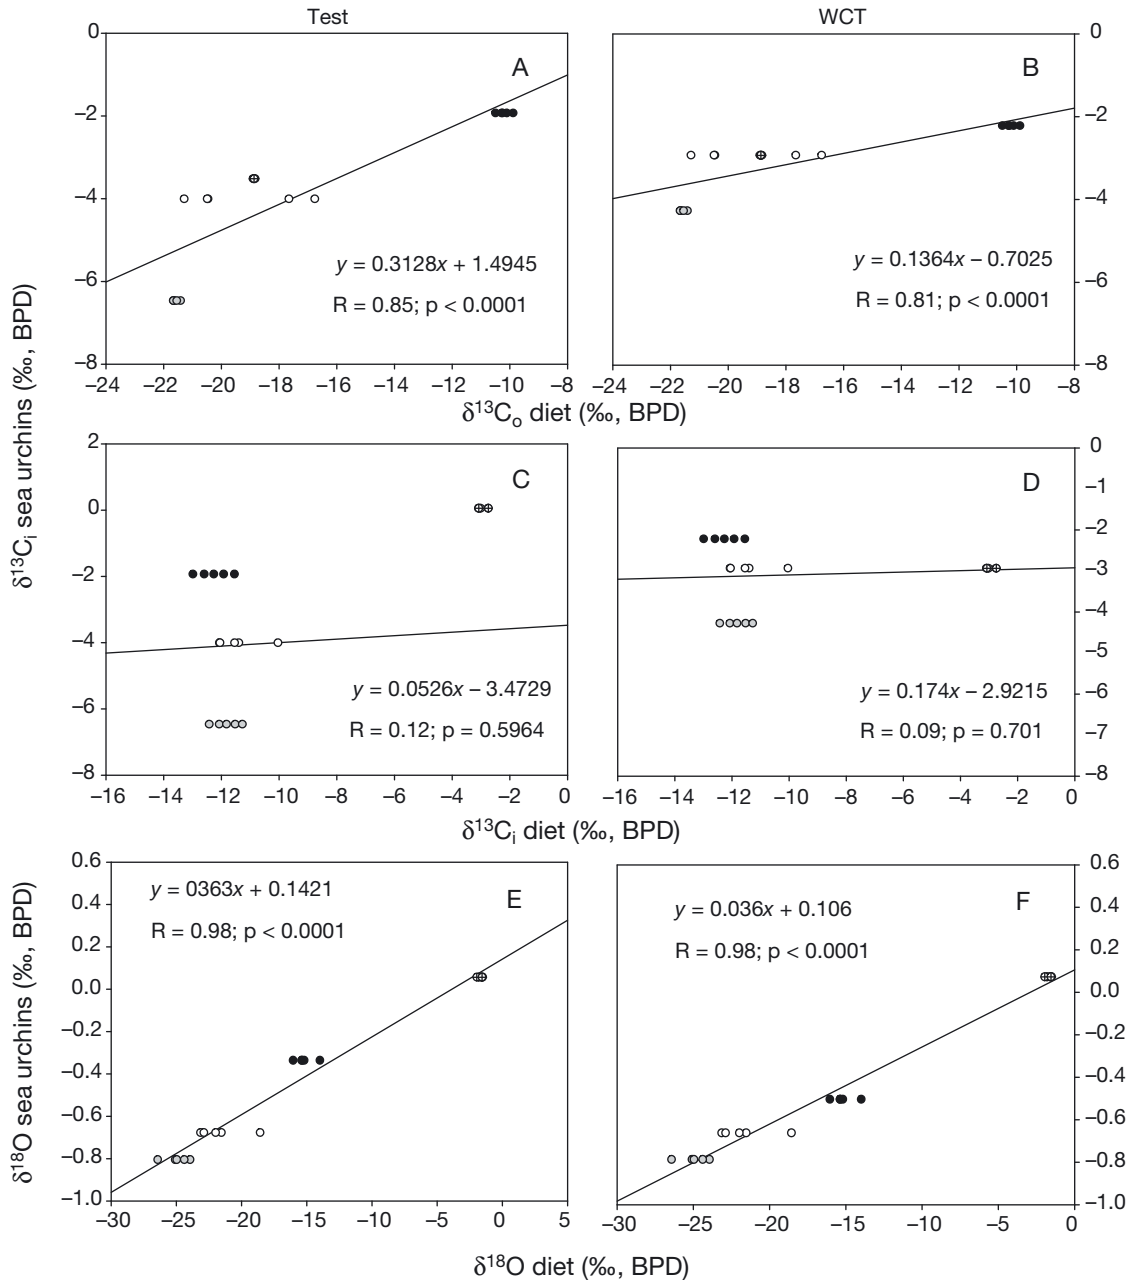 Test
WCT
0
−2
−4
−6
−8
A
y = 0.3128x + 1.4945
R = 0.85; p < 0.0001
−24 −22 −20 −18 −16 −14 −12 −10 −8
0
−2
−4
−6
−8
B
y = 0.1364x − 0.7025
R = 0.81; p < 0.0001
−24 −22 −20 −18 −16 −14 −12 −10 −8
δ13Co diet (‰, BPD)
δ13Ci sea urchins (‰, BPD)
2
0
−2
−4
−6
−8
C
y = 0.0526x − 3.4729
R = 0.12; p = 0.5964
−16 −14 −12 −10 −8 −6 −4 −2 0
0
−1
−2
−3
−4
−5
−6
−7
−8
D
y = 0.174x − 2.9215
R = 0.09; p = 0.701
−16 −14 −12 −10 −8 −6 −4 −2 0
δ13Ci diet (‰, BPD)
δ18O sea urchins (‰, BPD)
0.6
0.4
0.2
0.0
−0.2
−0.4
−0.6
−0.8
−1.0
E
y = 0363x + 0.1421
R = 0.98; p < 0.0001
−30 −25 −20 −15 −10 −5 0 5
0.6
0.4
0.2
0.0
−0.2
−0.4
−0.6
−0.8
−1.0
F
y = 0.036x + 0.106
R = 0.98; p < 0.0001
−30 −25 −20 −15 −10 −5 0
δ18O diet (‰, BPD)